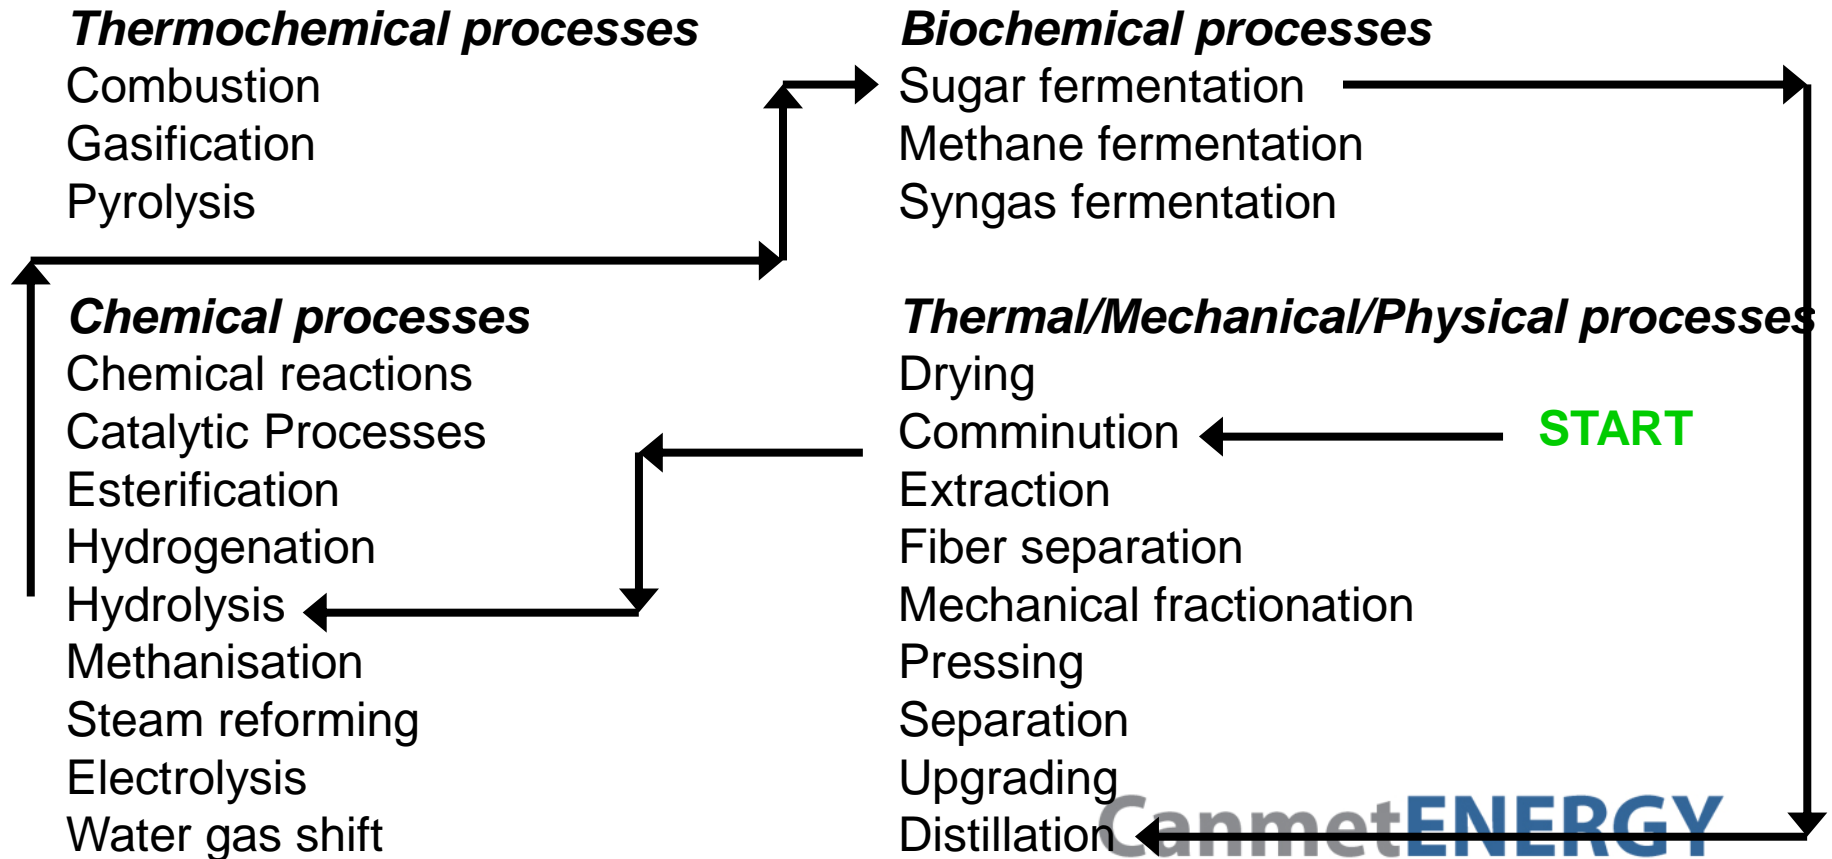 Thermochemical processes
Combustion
Gasification
Pyrolysis
Biochemical processes
Sugar fermentation
Methane fermentation
Syngas fermentation
Chemical processes
Chemical reactions
Catalytic Processes
Esterification
Hydrogenation
Hydrolysis
Methanisation
Steam reforming
Electrolysis
Water gas shift
Thermal/Mechanical/Physical processes
Drying
Comminution
START
Extraction
Fiber separation
Mechanical fractionation
Pressing
Separation
Upgrading
Distillation
CanmetENERGY